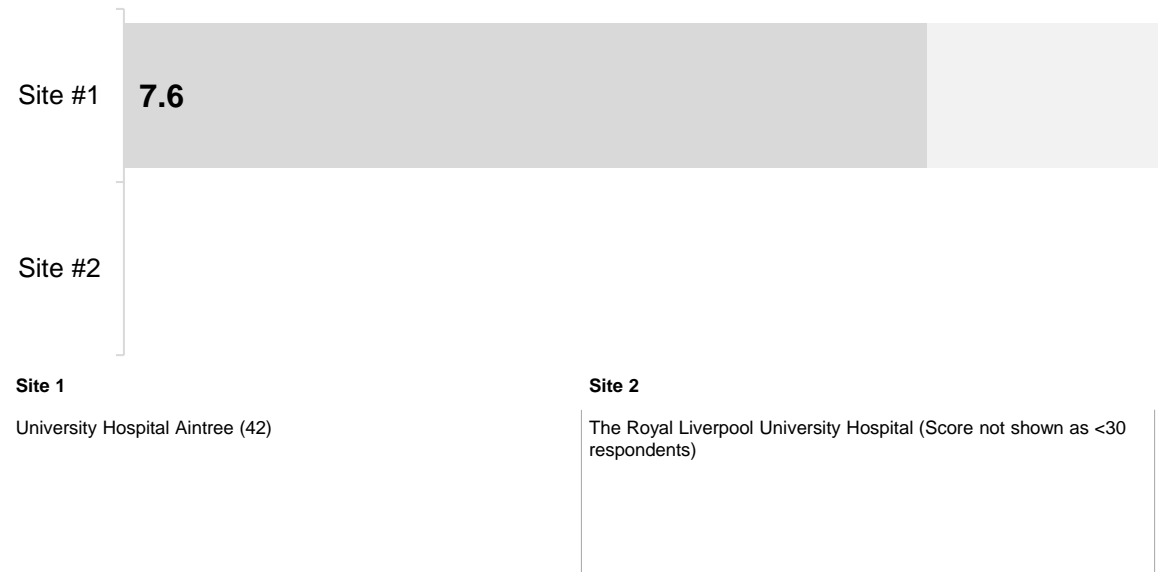 Site #1
7.6
Site #2
Site 1
Site 2
University Hospital Aintree (42)
The Royal Liverpool University Hospital (Score not shown as <30
respondents)